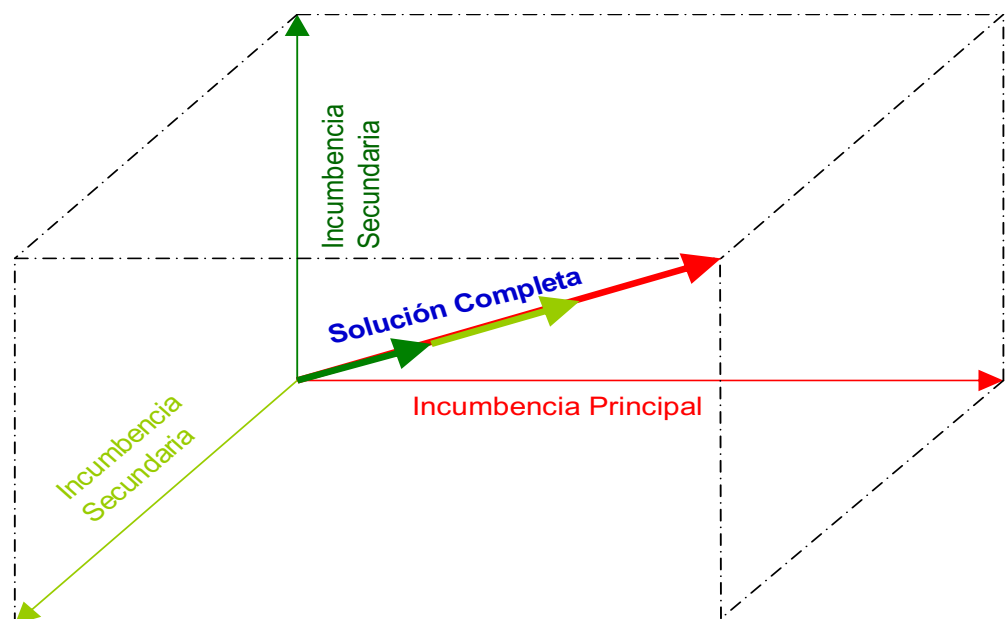 Incumbencia
Secundaria
Solución Completa
Incumbencia Principal
Incumbencia
Secundaria